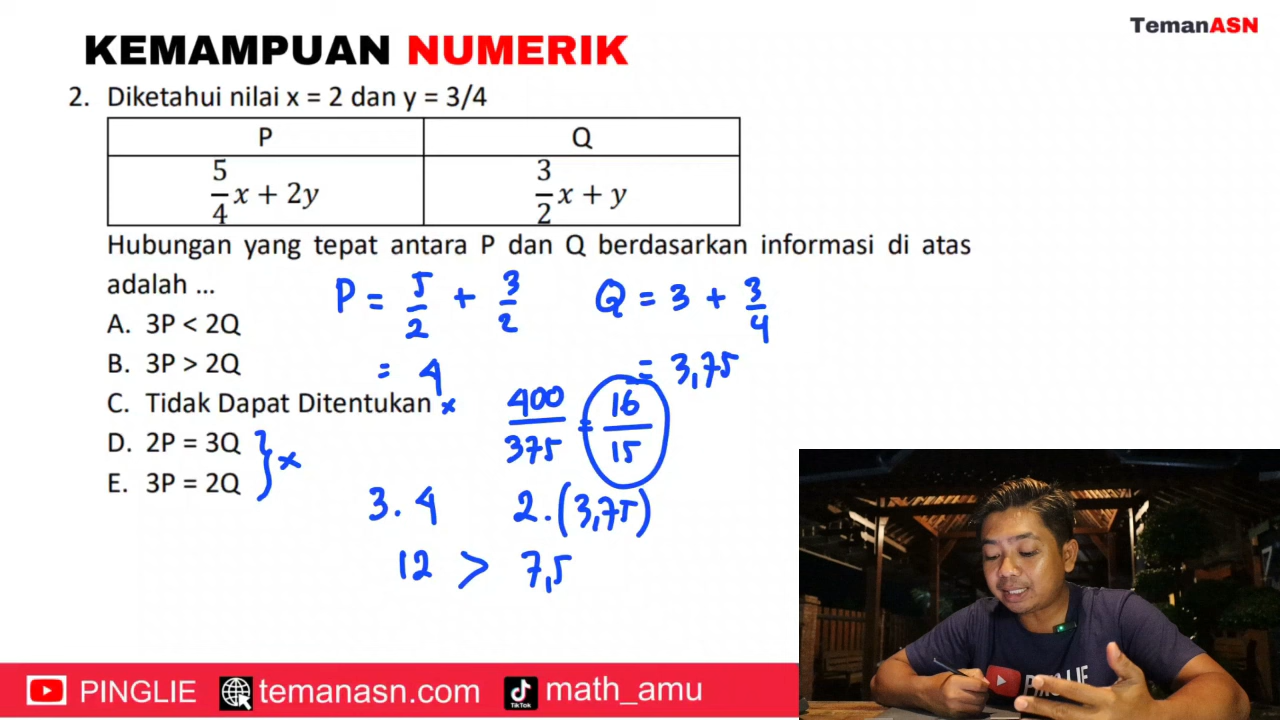 TemanASN
KEMAMPUAN NUMERIK
2. Diketahui nilai x = 2 dan y = 3/4
P Q
5/4 x + 2y 3/2 x + y
Hubungan yang tepat antara P dan Q berdasarkan informasi di atas
adalah ...
P = 5/2 + 3/2 Q = 3 + 3/4
A. 3P < 2Q
B. 3P > 2Q
= 4 = 3,75
C. Tidak Dapat Ditentukan x
400/375 = 16/15
D. 2P = 3Q
} x
E. 3P = 2Q
3.4 2.(3,75)
12 > 7,5
PINGLIE temanasn.com TikTok math_amu